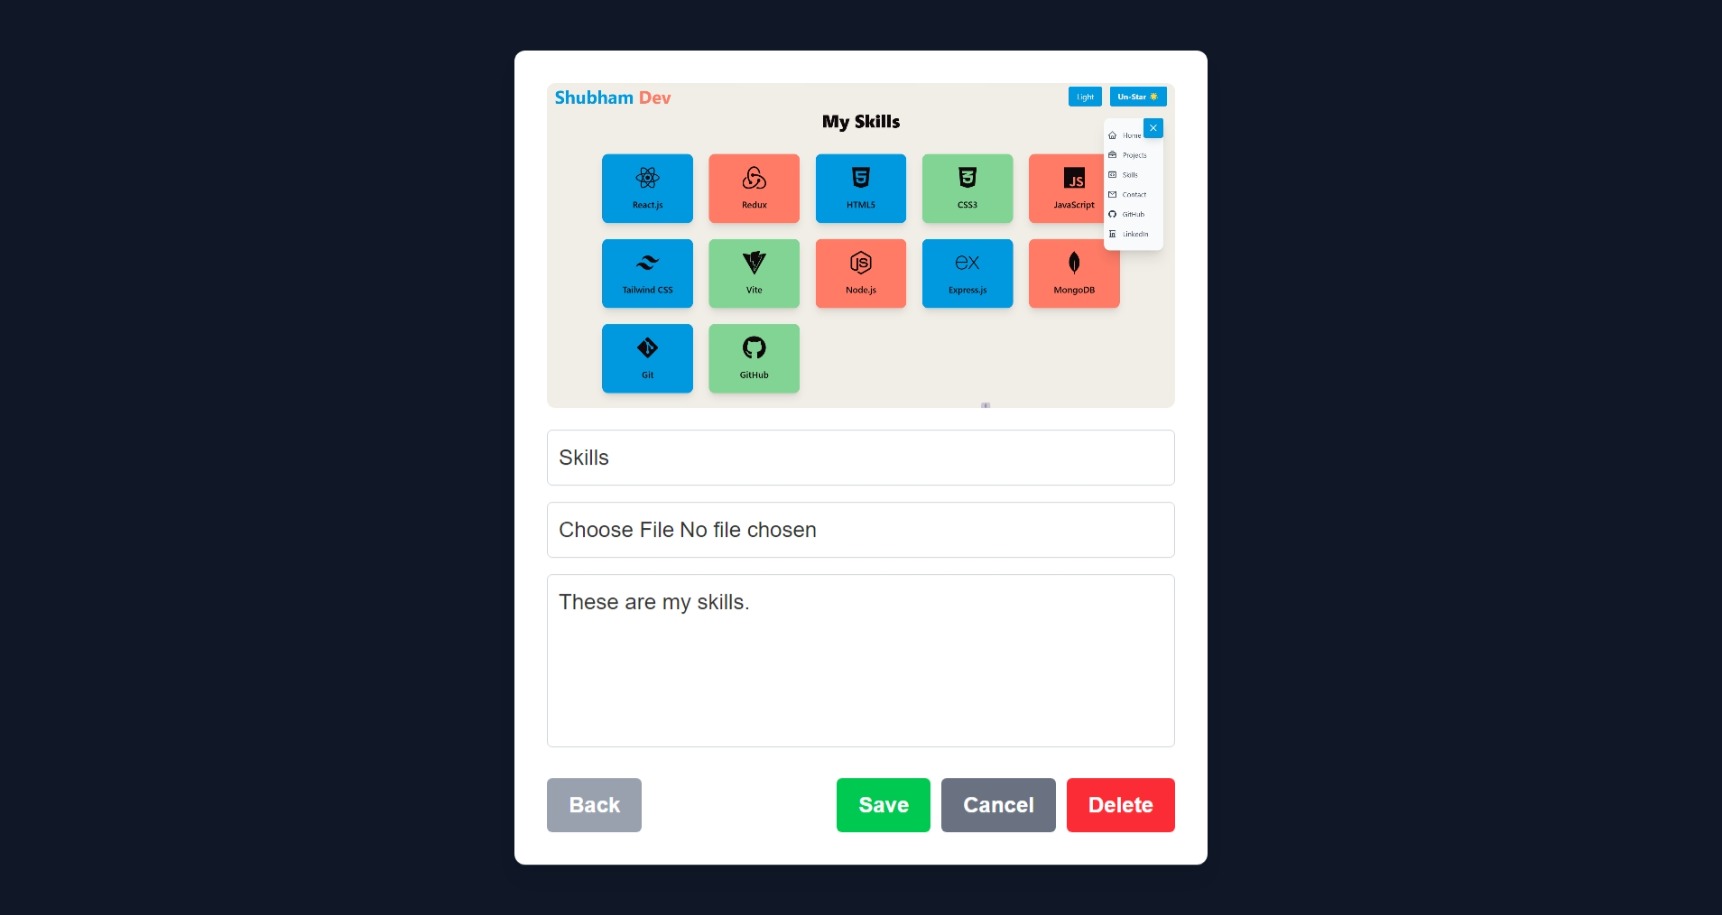 Shubham Dev
Light
Un-Star
My Skills
Home
Projects
Skills
Contact
GitHub
LinkedIn
React.js
Redux
HTML5
CSS3
JS
JavaScript
Tailwind CSS
Vite
JS
Node.js
ex
Express.js
MongoDB
Git
GitHub
Skills
Choose File No file chosen
These are my skills.
Back
Save
Cancel
Delete